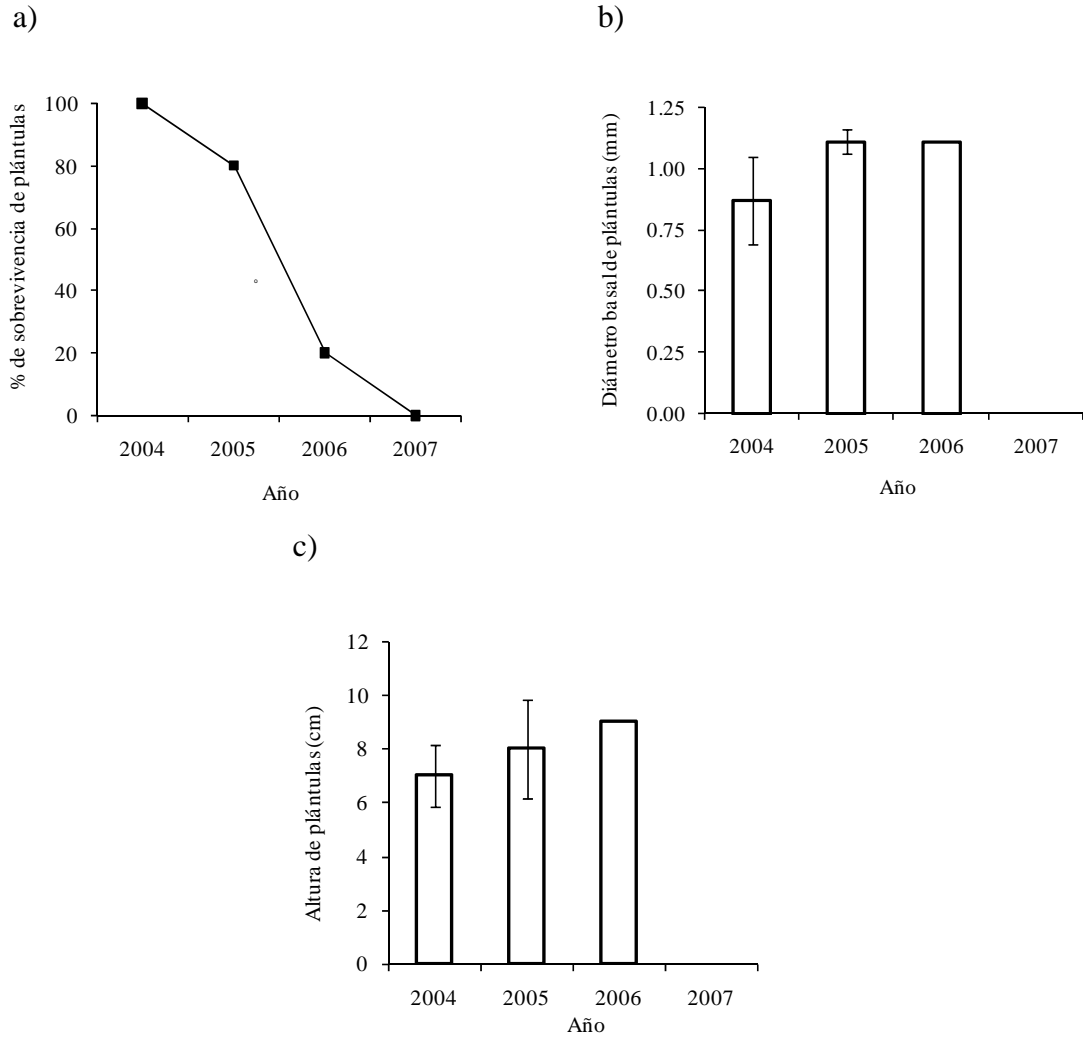 a)
% de sobrevivencia de plántulas
100
80
60
40
20
0
2004 2005 2006 2007
Año
b)
Diámetro basal de plántulas (mm)
1.25
1.00
0.75
0.50
0.25
0.00
2004 2005 2006 2007
Año
c)
Altura de plántulas (cm)
12
10
8
6
4
2
0
2004 2005 2006 2007
Año